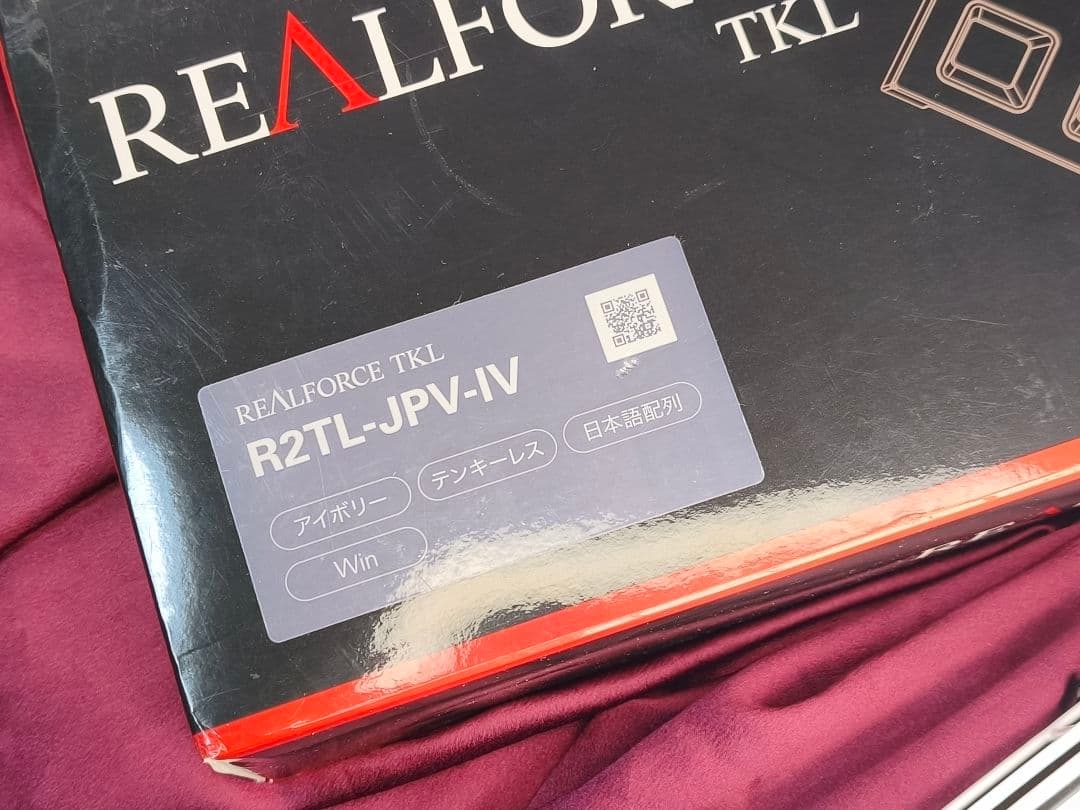 REALFORCE
TKL
REALFORCE TKL
R2TL-JPV-IV
アイボリー
テンキーレス
日本語配列
Win